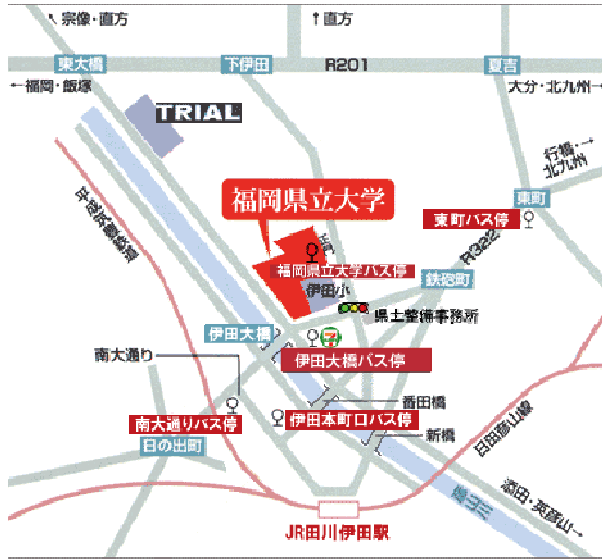 ↖宗像・直方
↑直方
東大橋
下伊田
R201
夏吉
←福岡・飯塚
大分・北九州→
TRIAL
行橋・→
北九州
福岡県立大学
東町
東町バス停
平成筑豊鉄道
正門
R322
福岡県立大学バス停
鉄砲町
伊田小
県土整備事務所
伊田大橋
7
伊田大橋バス停
南大通り
番田橋
南大通りバス停
伊田本町口バス停
日の出町
新橋
日田彦山線
彦山川
添田・英彦山→
JR田川伊田駅